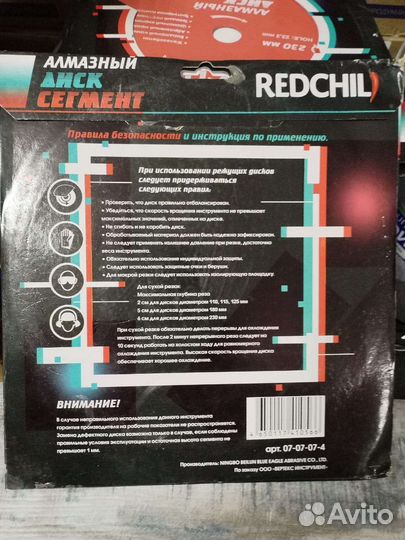 АЛМАЗНЫЙ
ДИСК
230 ММ
HOLE: 22,2 mm
АЛМАЗНЫЙ
ДИСК
СЕГМЕНТ
REDCHILI
Правила безопасности и инструкция по применению.
При использовании режущих дисков
следует придерживаться
следующих правил:
• Проверить, что диск правильно отбалансирован.
• Убедиться, что скорость вращения инструмента не превышает
максимальных значений, отмеченных на диске.
• Не сгибать и не коробить диск.
• Обрабатываемый материал должен быть надежно зафиксирован.
• Не следует применять излишнее давление при резке, достаточно
веса инструмента.
• Обязательно использование индивидуальной защиты.
• Следует использовать защитные очки и беруши.
• Для мокрой резки следует использовать изолирующую площадку.
Для сухой резки:
Максимальная глубина реза
2 см для дисков диаметром 110, 115, 125 мм
5 см для дисков диаметром 180 мм
6 см для дисков диаметром 230 мм
При сухой резке обязательно делать перерывы для охлаждения
инструмента. После 2 минут непрерывного реза следует на
10 секунд работать на холостом ходу для равномерного
охлаждения инструмента. Высокая скорость вращения диска
обеспечивает хорошее охлаждение.
ВНИМАНИЕ!
В случае неправильного использования данного инструмента
гарантия производителя на рабочие показатели не распространяется.
Замена дефектного диска возможна только в случае, если соблюдены
правильные условия эксплуатации и остаточная высота сегмента не
превышает 1 мм.
арт. 07-07-07-4
Производитель: NINGBO BEILUN BLUE EAGLE ABRASIVE CO., LTD.
По заказу ООО «ВЕРТЕКС ИНСТРУМЕНТ»
Avito